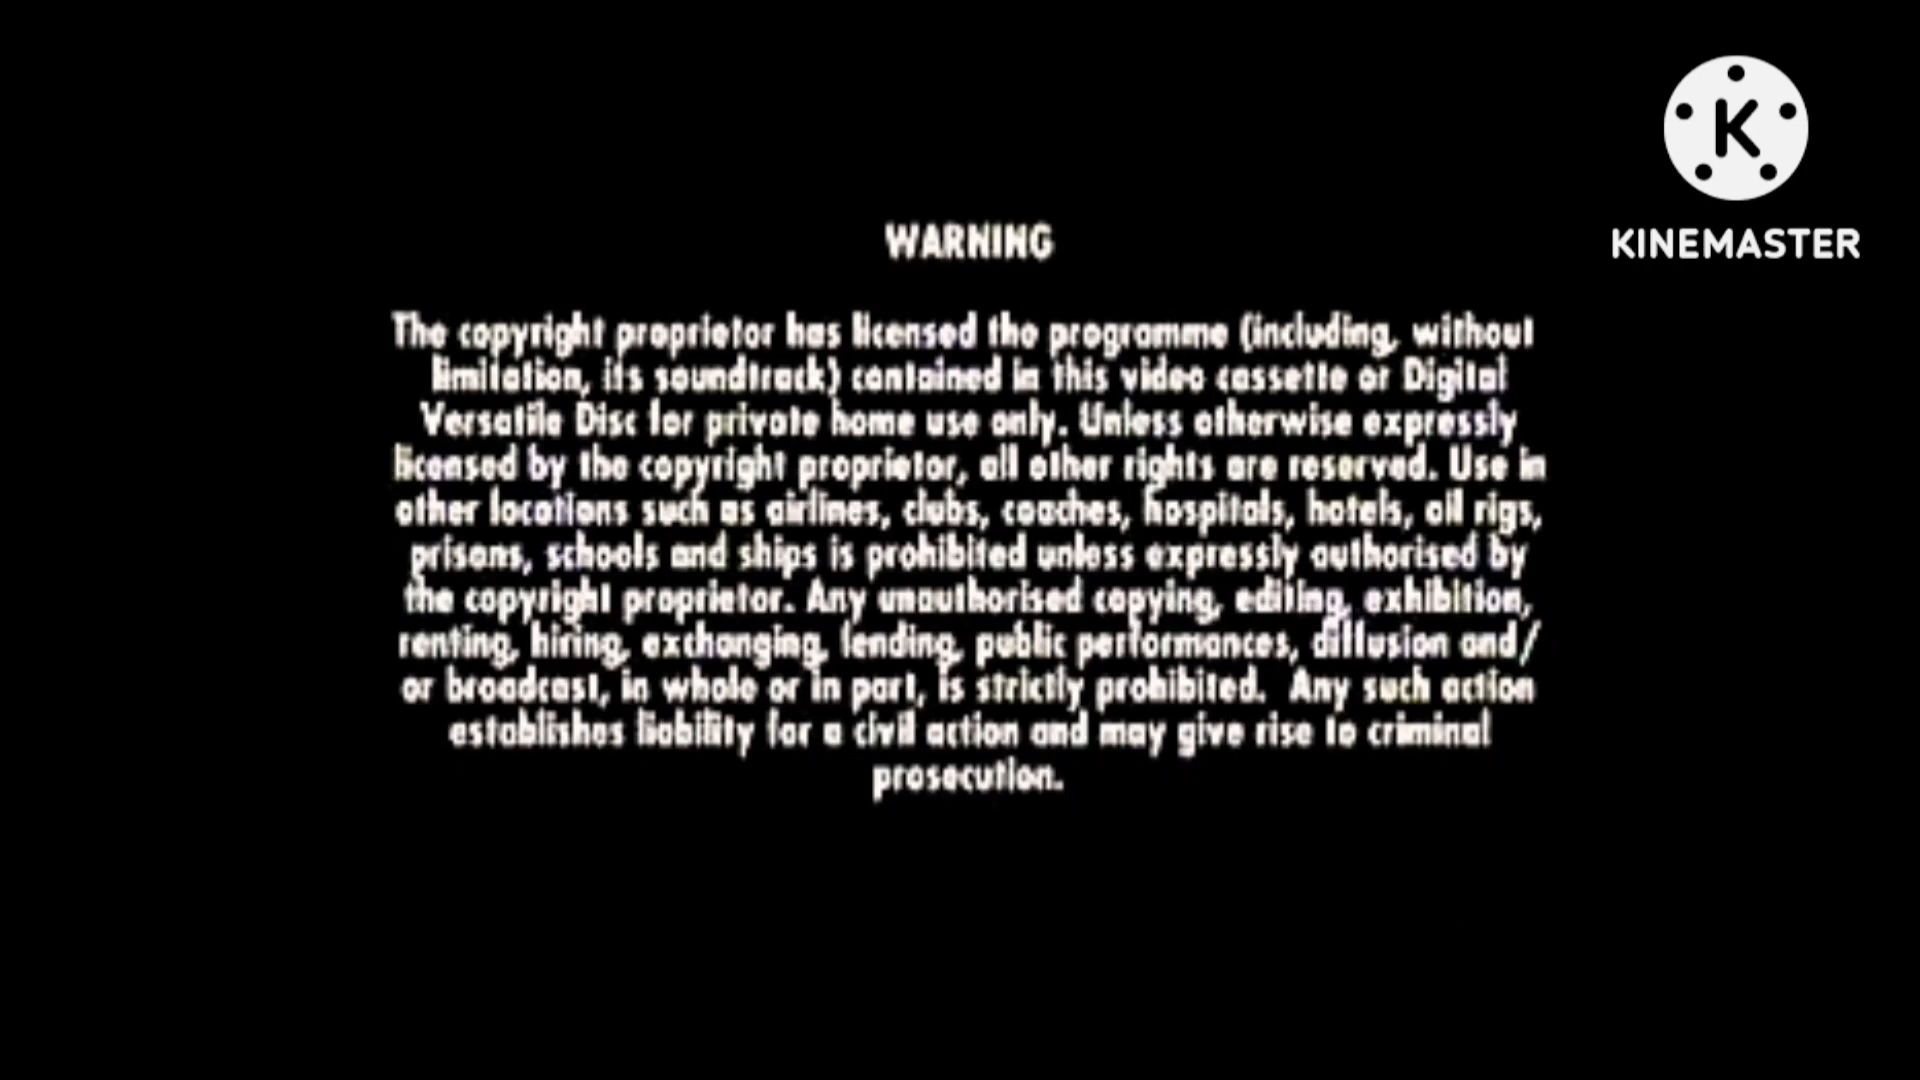 K
KINEMASTER
WARNING
The copyright proprietor has licensed the programme (including, without
limitation, its soundtrack) contained in this video cassette or Digital
Versatile Disc for private home use only. Unless otherwise expressly
licensed by the copyright proprietor, all other rights are reserved. Use in
other locations such as airlines, clubs, coaches, hospitals, hotels, oil rigs,
prisons, schools and ships is prohibited unless expressly authorised by
the copyright proprietor. Any unauthorised copying, editing, exhibition,
renting, hiring, exchanging, lending, public performances, diffusion and/
or broadcast, in whole or in part, is strictly prohibited. Any such action
establishes liability for a civil action and may give rise to criminal
prosecution.